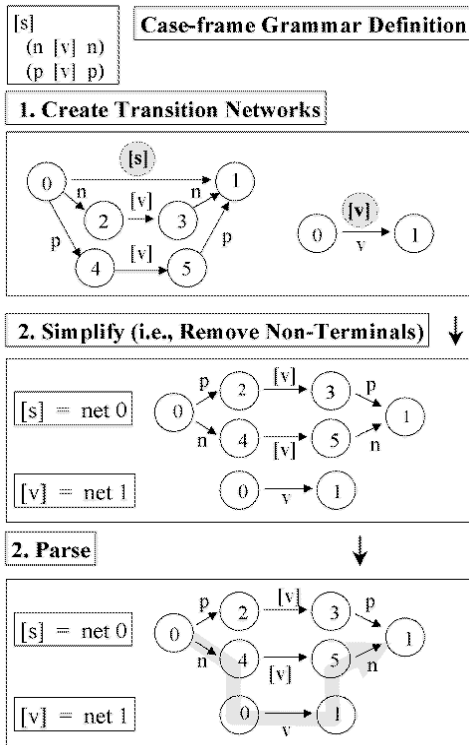 [s]
(n [v] n)
(p [v] p)
Case-frame Grammar Definition
1. Create Transition Networks
[s]
0
1
n
n
[v]
2
3
p
[v]
p
4
5
[v]
0
1
v
2. Simplify (i.e., Remove Non-Terminals)
[s] = net 0
p
2
[v]
3
p
0
1
n
4
[v]
5
n
[v] = net 1
0
v
1
2. Parse
[s] = net 0
p
2
[v]
3
p
0
1
n
4
[v]
5
n
[v] = net 1
0
v
1